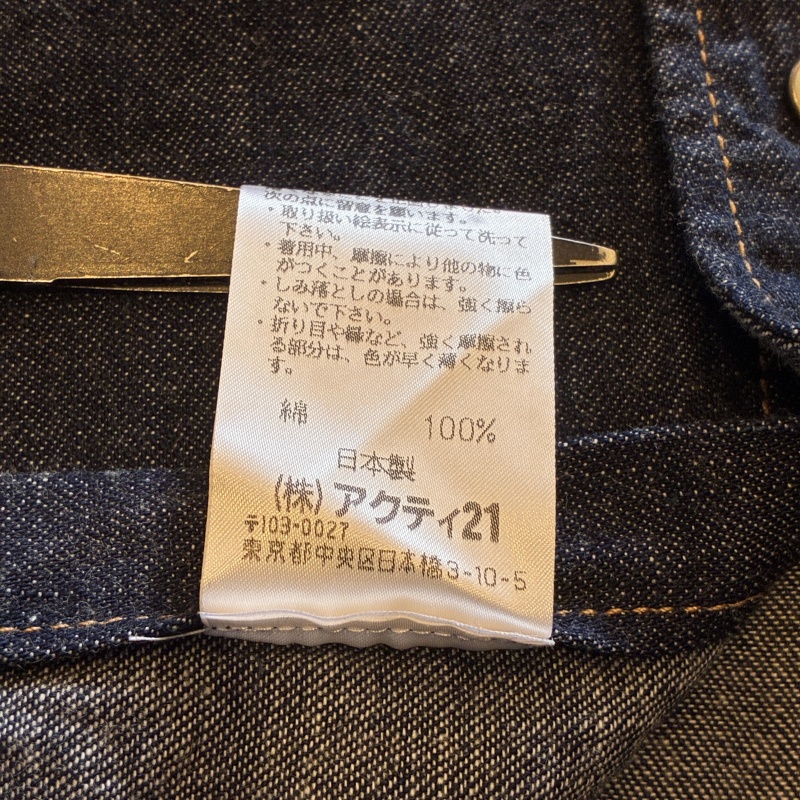 次の点に留意を願います。
・取り扱い絵表示に従って洗って
下さい。
・着用中、摩擦により他の物に色
がつくことがあります。
・しみ落としの場合は、強く擦ら
ないで下さい。
・折り目や縁など、強く摩擦され
る部分は、色が早く薄くなりま
す。
綿 100%
日本製
(株)アクティ21
〒103-0027
東京都中央区日本橋3-10-5